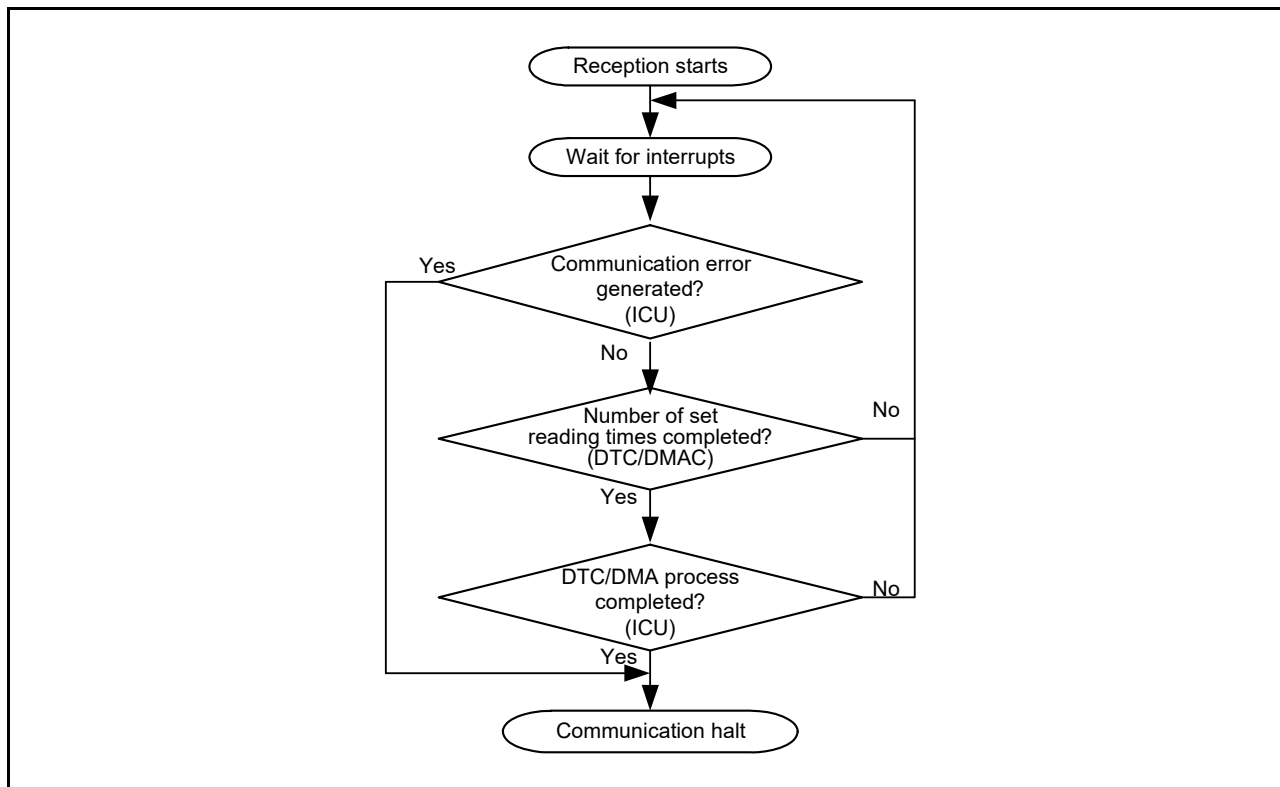 Reception starts
Wait for interrupts
Yes
Communication error
generated?
(ICU)
No
Number of set
reading times completed?
(DTC/DMAC)
No
Yes
DTC/DMA process
completed?
(ICU)
No
Yes
Communication halt